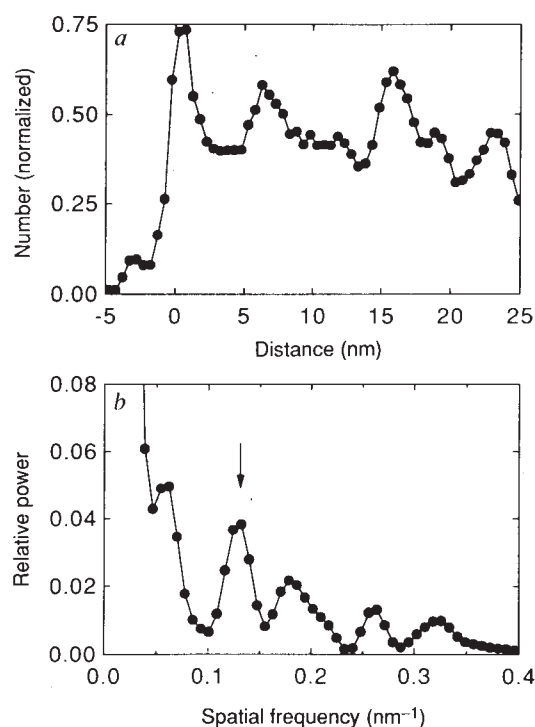 a
Number (normalized)
0.75
0.50
0.25
0.00
-5 0 5 10 15 20 25
Distance (nm)
b
Relative power
0.08
0.06
0.04
0.02
0.00
0.0 0.1 0.2 0.3 0.4
Spatial frequency (nm⁻¹)